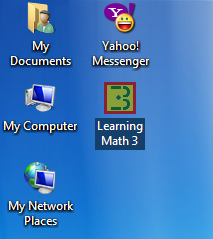 My
Documents
Yahoo!
Messenger
My Computer
Learning
Math 3
My Network
Places